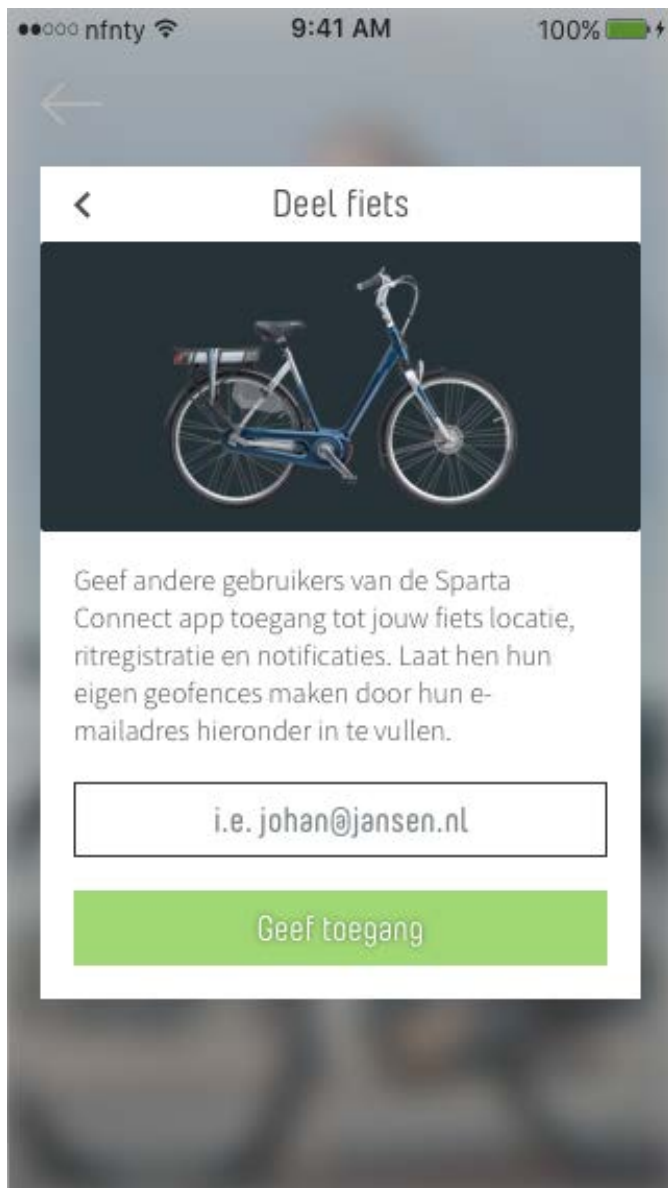 nfnty 9:41 AM 100%
Deel fiets
Geef andere gebruikers van de Sparta
Connect app toegang tot jouw fiets locatie,
ritregistratie en notificaties. Laat hen hun
eigen geofences maken door hun e-
mailadres hieronder in te vullen.
i.e. johan@jansen.nl
Geef toegang